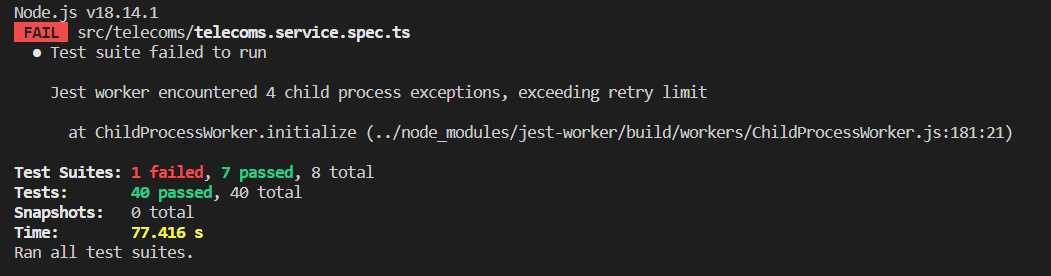 Node.js v18.14.1
FAIL src/telecoms/telecoms.service.spec.ts
● Test suite failed to run
Jest worker encountered 4 child process exceptions, exceeding retry limit
at ChildProcessWorker.initialize (../node_modules/jest-worker/build/workers/ChildProcessWorker.js:181:21)
Test Suites: 1 failed, 7 passed, 8 total
Tests: 40 passed, 40 total
Snapshots: 0 total
Time: 77.416 s
Ran all test suites.